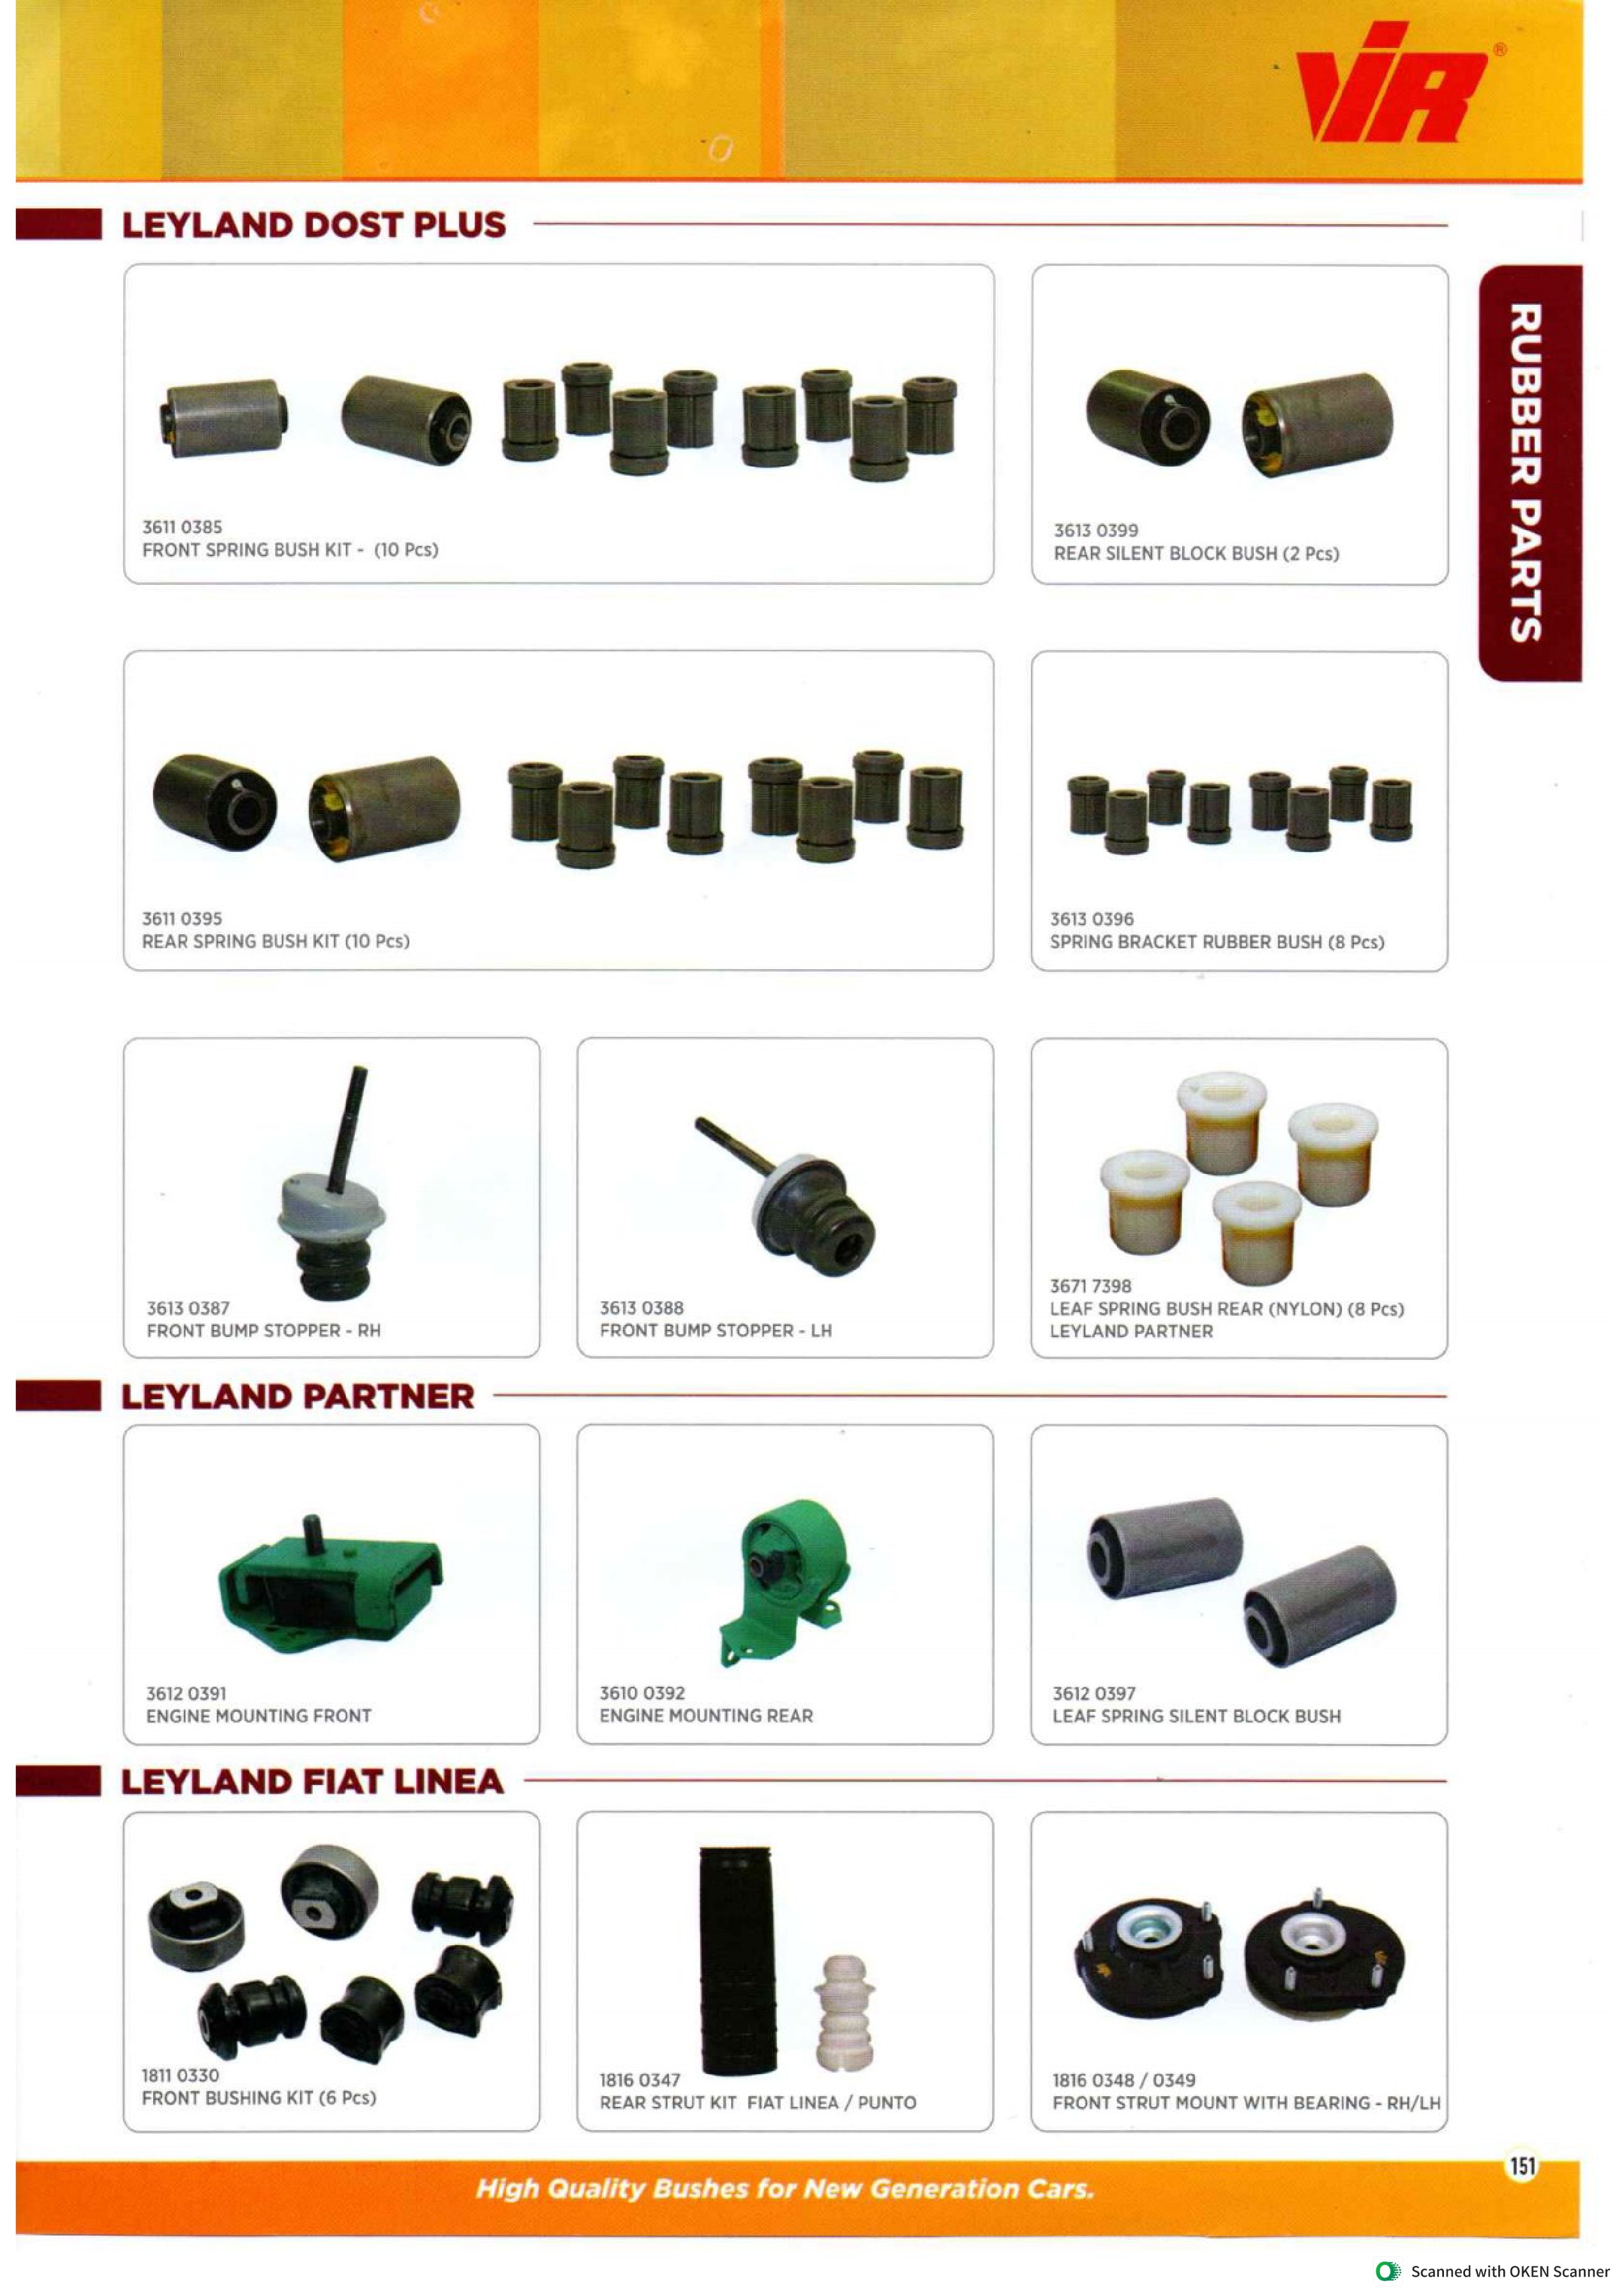 VIR®
LEYLAND DOST PLUS
RUBBER PARTS
3611 0385
FRONT SPRING BUSH KIT - (10 Pcs)
3613 0399
REAR SILENT BLOCK BUSH (2 Pcs)
3611 0395
REAR SPRING BUSH KIT (10 Pcs)
3613 0396
SPRING BRACKET RUBBER BUSH (8 Pcs)
3613 0387
FRONT BUMP STOPPER - RH
3613 0388
FRONT BUMP STOPPER - LH
3671 7398
LEAF SPRING BUSH REAR (NYLON) (8 Pcs)
LEYLAND PARTNER
LEYLAND PARTNER
3612 0391
ENGINE MOUNTING FRONT
3610 0392
ENGINE MOUNTING REAR
3612 0397
LEAF SPRING SILENT BLOCK BUSH
LEYLAND FIAT LINEA
1811 0330
FRONT BUSHING KIT (6 Pcs)
1816 0347
REAR STRUT KIT FIAT LINEA / PUNTO
1816 0348 / 0349
FRONT STRUT MOUNT WITH BEARING - RH/LH
151
High Quality Bushes for New Generation Cars.
Scanned with OKEN Scanner